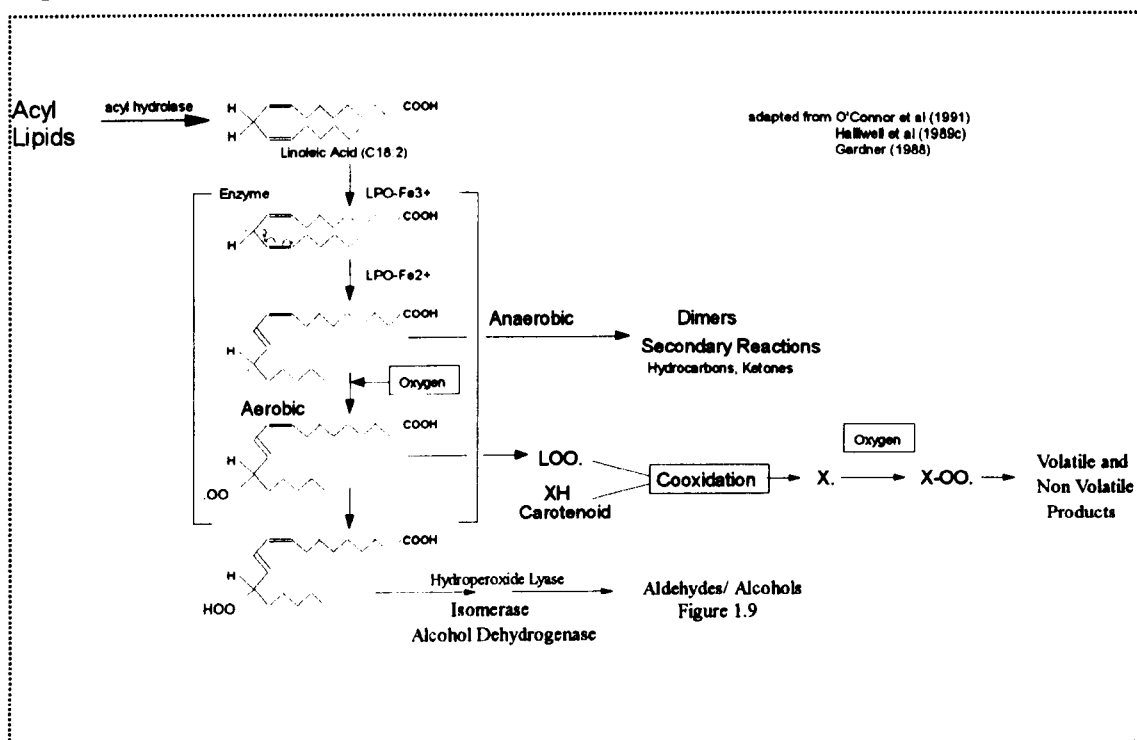 Acyl
Lipids
acyl hydrolase
H
H
COOH
Linoleic Acid (C18:2)
adapted from O'Connor et al (1991)
Halliwell et al (1989c)
Gardner (1988)
Enzyme
LPO-Fe3+
H
COOH
LPO-Fe2+
COOH
H
Anaerobic
Dimers
Secondary Reactions
Hydrocarbons, Ketones
Oxygen
Aerobic
COOH
H
.OO
LOO.
XH
Carotenoid
Cooxidation
X.
Oxygen
X-OO.
Volatile and
Non Volatile
Products
COOH
H
HOO
Hydroperoxide Lyase
Isomerase
Alcohol Dehydrogenase
Aldehydes/ Alcohols
Figure 1.9